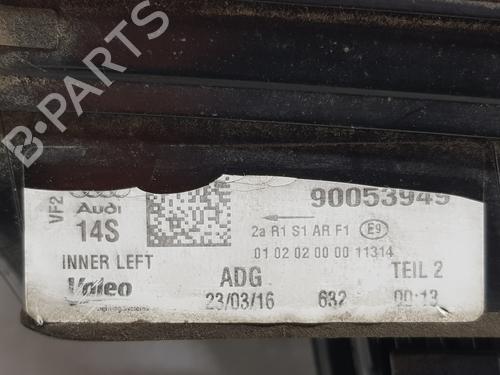 B-PARTS
VF2
Audi
90053949
14S
2a R1 S1 AR F1 E9
01 02 02 00 00 11314
INNER LEFT
ADG
TEIL 2
Valeo
23/03/16
632
00:13